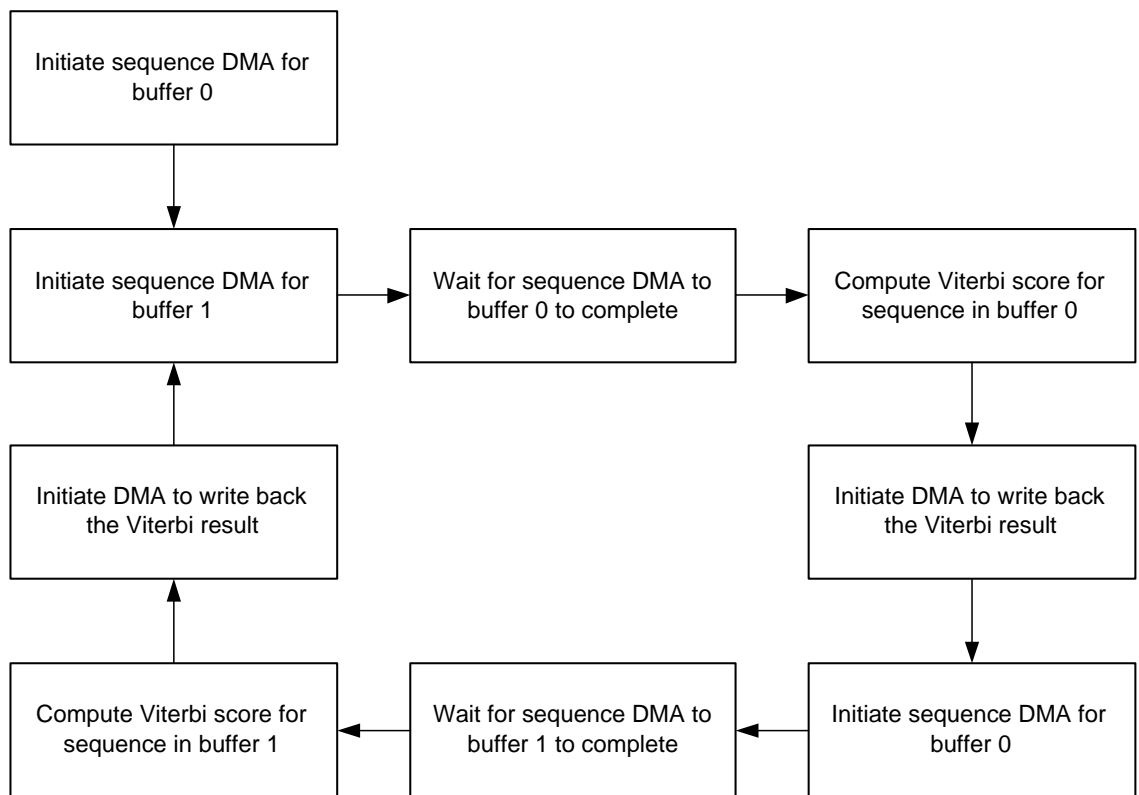 Initiate sequence DMA for
buffer 0
Initiate sequence DMA for
buffer 1
Wait for sequence DMA to
buffer 0 to complete
Compute Viterbi score for
sequence in buffer 0
Initiate DMA to write back
the Viterbi result
Initiate DMA to write back
the Viterbi result
Compute Viterbi score for
sequence in buffer 1
Wait for sequence DMA to
buffer 1 to complete
Initiate sequence DMA for
buffer 0